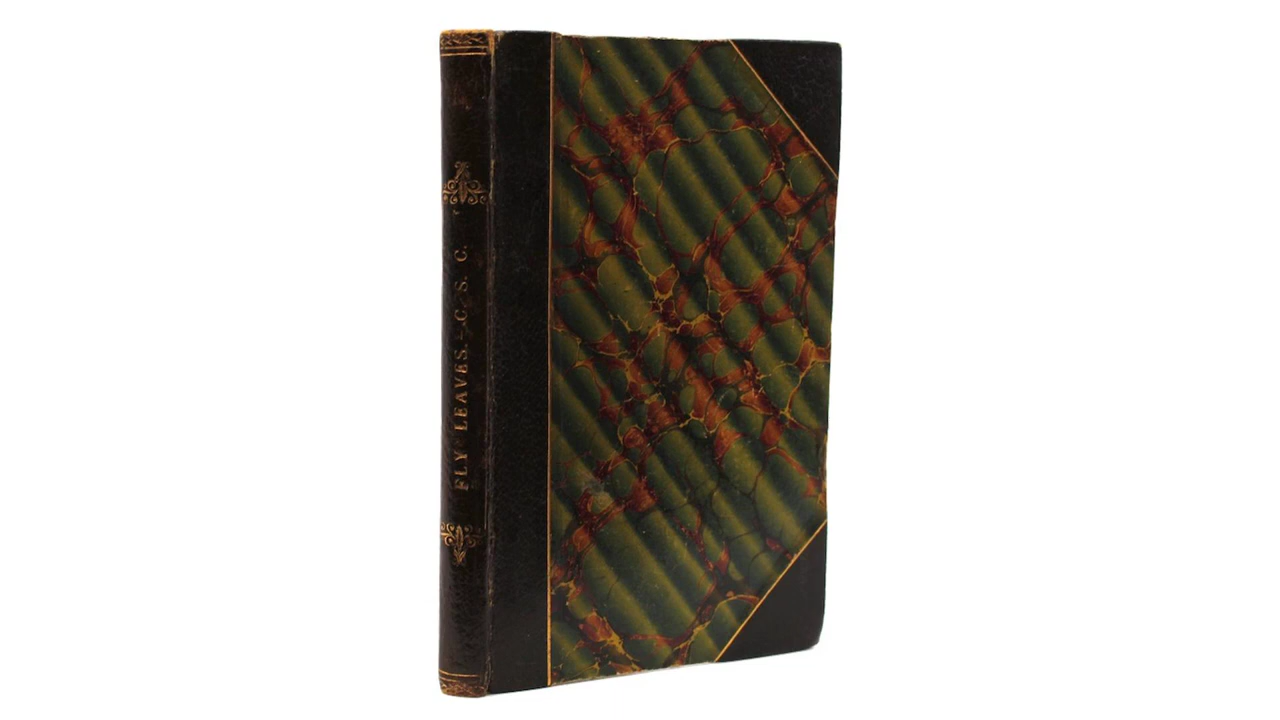 FLY LEAVES. – C. S. C.